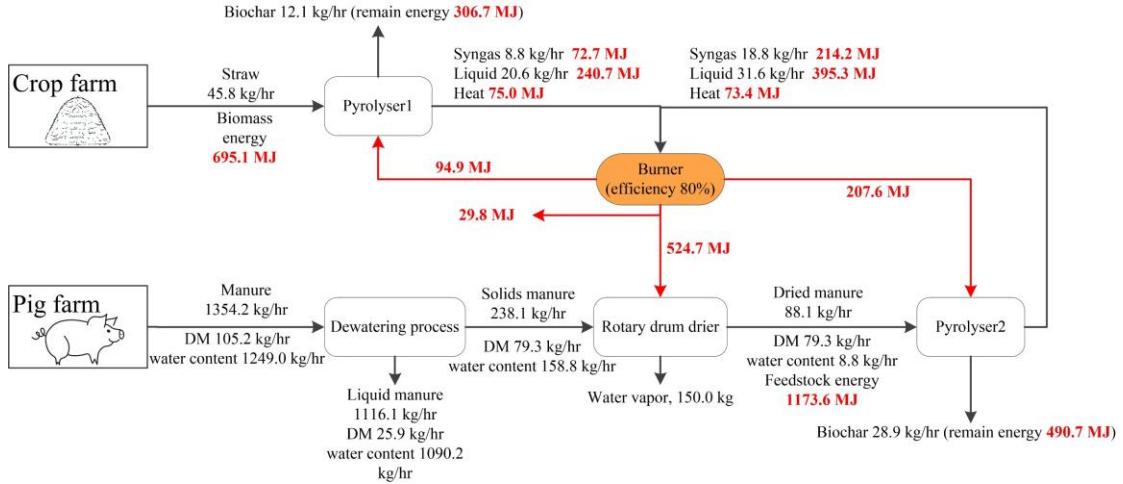 Biochar 12.1 kg/hr (remain energy 306.7 MJ)
Crop farm
Straw
45.8 kg/hr
Biomass
energy
695.1 MJ
Pyrolyser1
Syngas 8.8 kg/hr 72.7 MJ
Liquid 20.6 kg/hr 240.7 MJ
Heat 75.0 MJ
Syngas 18.8 kg/hr 214.2 MJ
Liquid 31.6 kg/hr 395.3 MJ
Heat 73.4 MJ
94.9 MJ
Burner
(efficiency 80%)
207.6 MJ
29.8 MJ
524.7 MJ
Pig farm
Manure
1354.2 kg/hr
DM 105.2 kg/hr
water content 1249.0 kg/hr
Dewatering process
Solids manure
238.1 kg/hr
DM 79.3 kg/hr
water content 158.8 kg/hr
Rotary drum drier
Dried manure
88.1 kg/hr
DM 79.3 kg/hr
water content 8.8 kg/hr
Feedstock energy
1173.6 MJ
Pyrolyser2
Liquid manure
1116.1 kg/hr
DM 25.9 kg/hr
water content 1090.2
kg/hr
Water vapor, 150.0 kg
Biochar 28.9 kg/hr (remain energy 490.7 MJ)